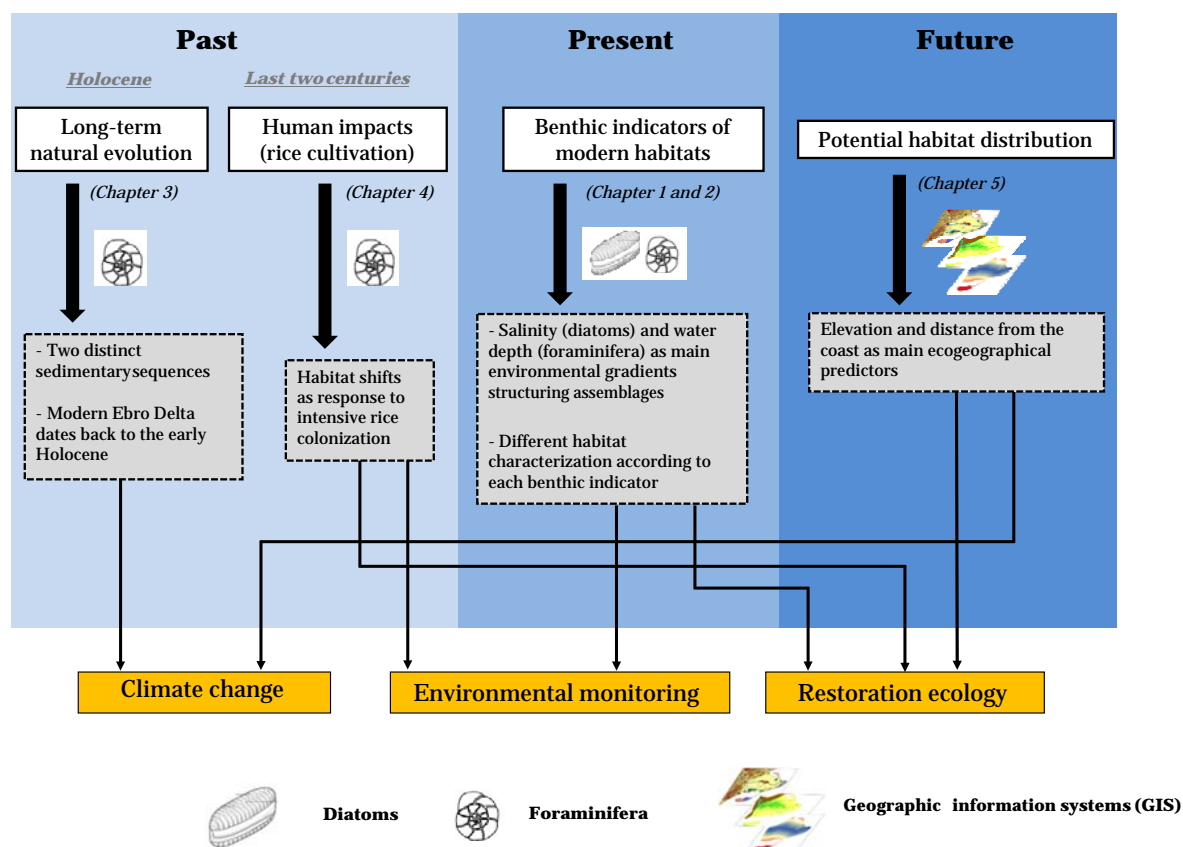 Past
Present
Future
Holocene
Last two centuries
Long-term
natural evolution
Human impacts
(rice cultivation)
Benthic indicators of
modern habitats
Potential habitat distribution
(Chapter 3)
(Chapter 4)
(Chapter 1 and 2)
(Chapter 5)
- Two distinct
sedimentary sequences
- Modern Ebro Delta
dates back to the early
Holocene
Habitat shifts
as response to
intensive rice
colonization
- Salinity (diatoms) and water
depth (foraminifera) as main
environmental gradients
structuring assemblages
- Different habitat
characterization according to
each benthic indicator
Elevation and distance from the
coast as main ecogeographical
predictors
Climate change
Environmental monitoring
Restoration ecology
Diatoms
Foraminifera
Geographic information systems (GIS)